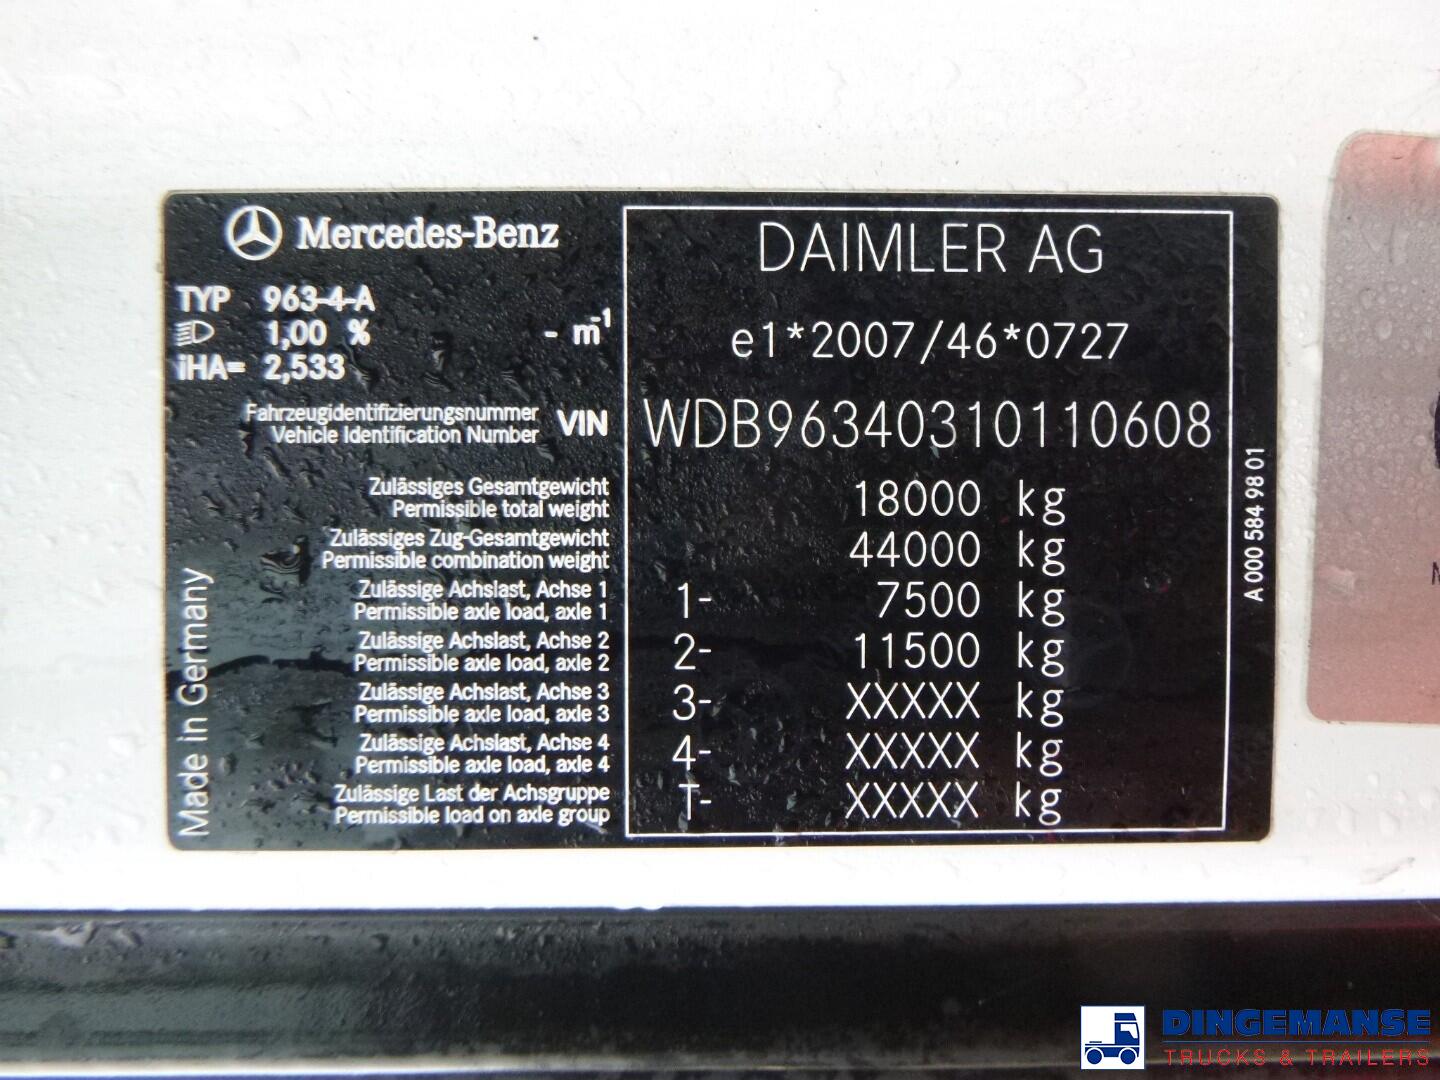 Mercedes-Benz
TYP 963-4-A
1,00 % - m-1
iHA= 2,533
Fahrzeugidentifizierungsnummer
Vehicle Identification Number
VIN
Zulässiges Gesamtgewicht
Permissible total weight
Zulässiges Zug-Gesamtgewicht
Permissible combination weight
Zulässige Achslast, Achse 1
Permissible axle load, axle 1
Zulässige Achslast, Achse 2
Permissible axle load, axle 2
Zulässige Achslast, Achse 3
Permissible axle load, axle 3
Zulässige Achslast, Achse 4
Permissible axle load, axle 4
Zulässige Last der Achsgruppe
Permissible load on axle group
Made in Germany
DAIMLER AG
e1*2007/46*0727
WDB96340310110608
18000 kg
44000 kg
1- 7500 kg
2- 11500 kg
3- XXXXX kg
4- XXXXX kg
T- XXXXX kg
A 000 584 98 01
DINGEMANSE
TRUCKS & TRAILERS